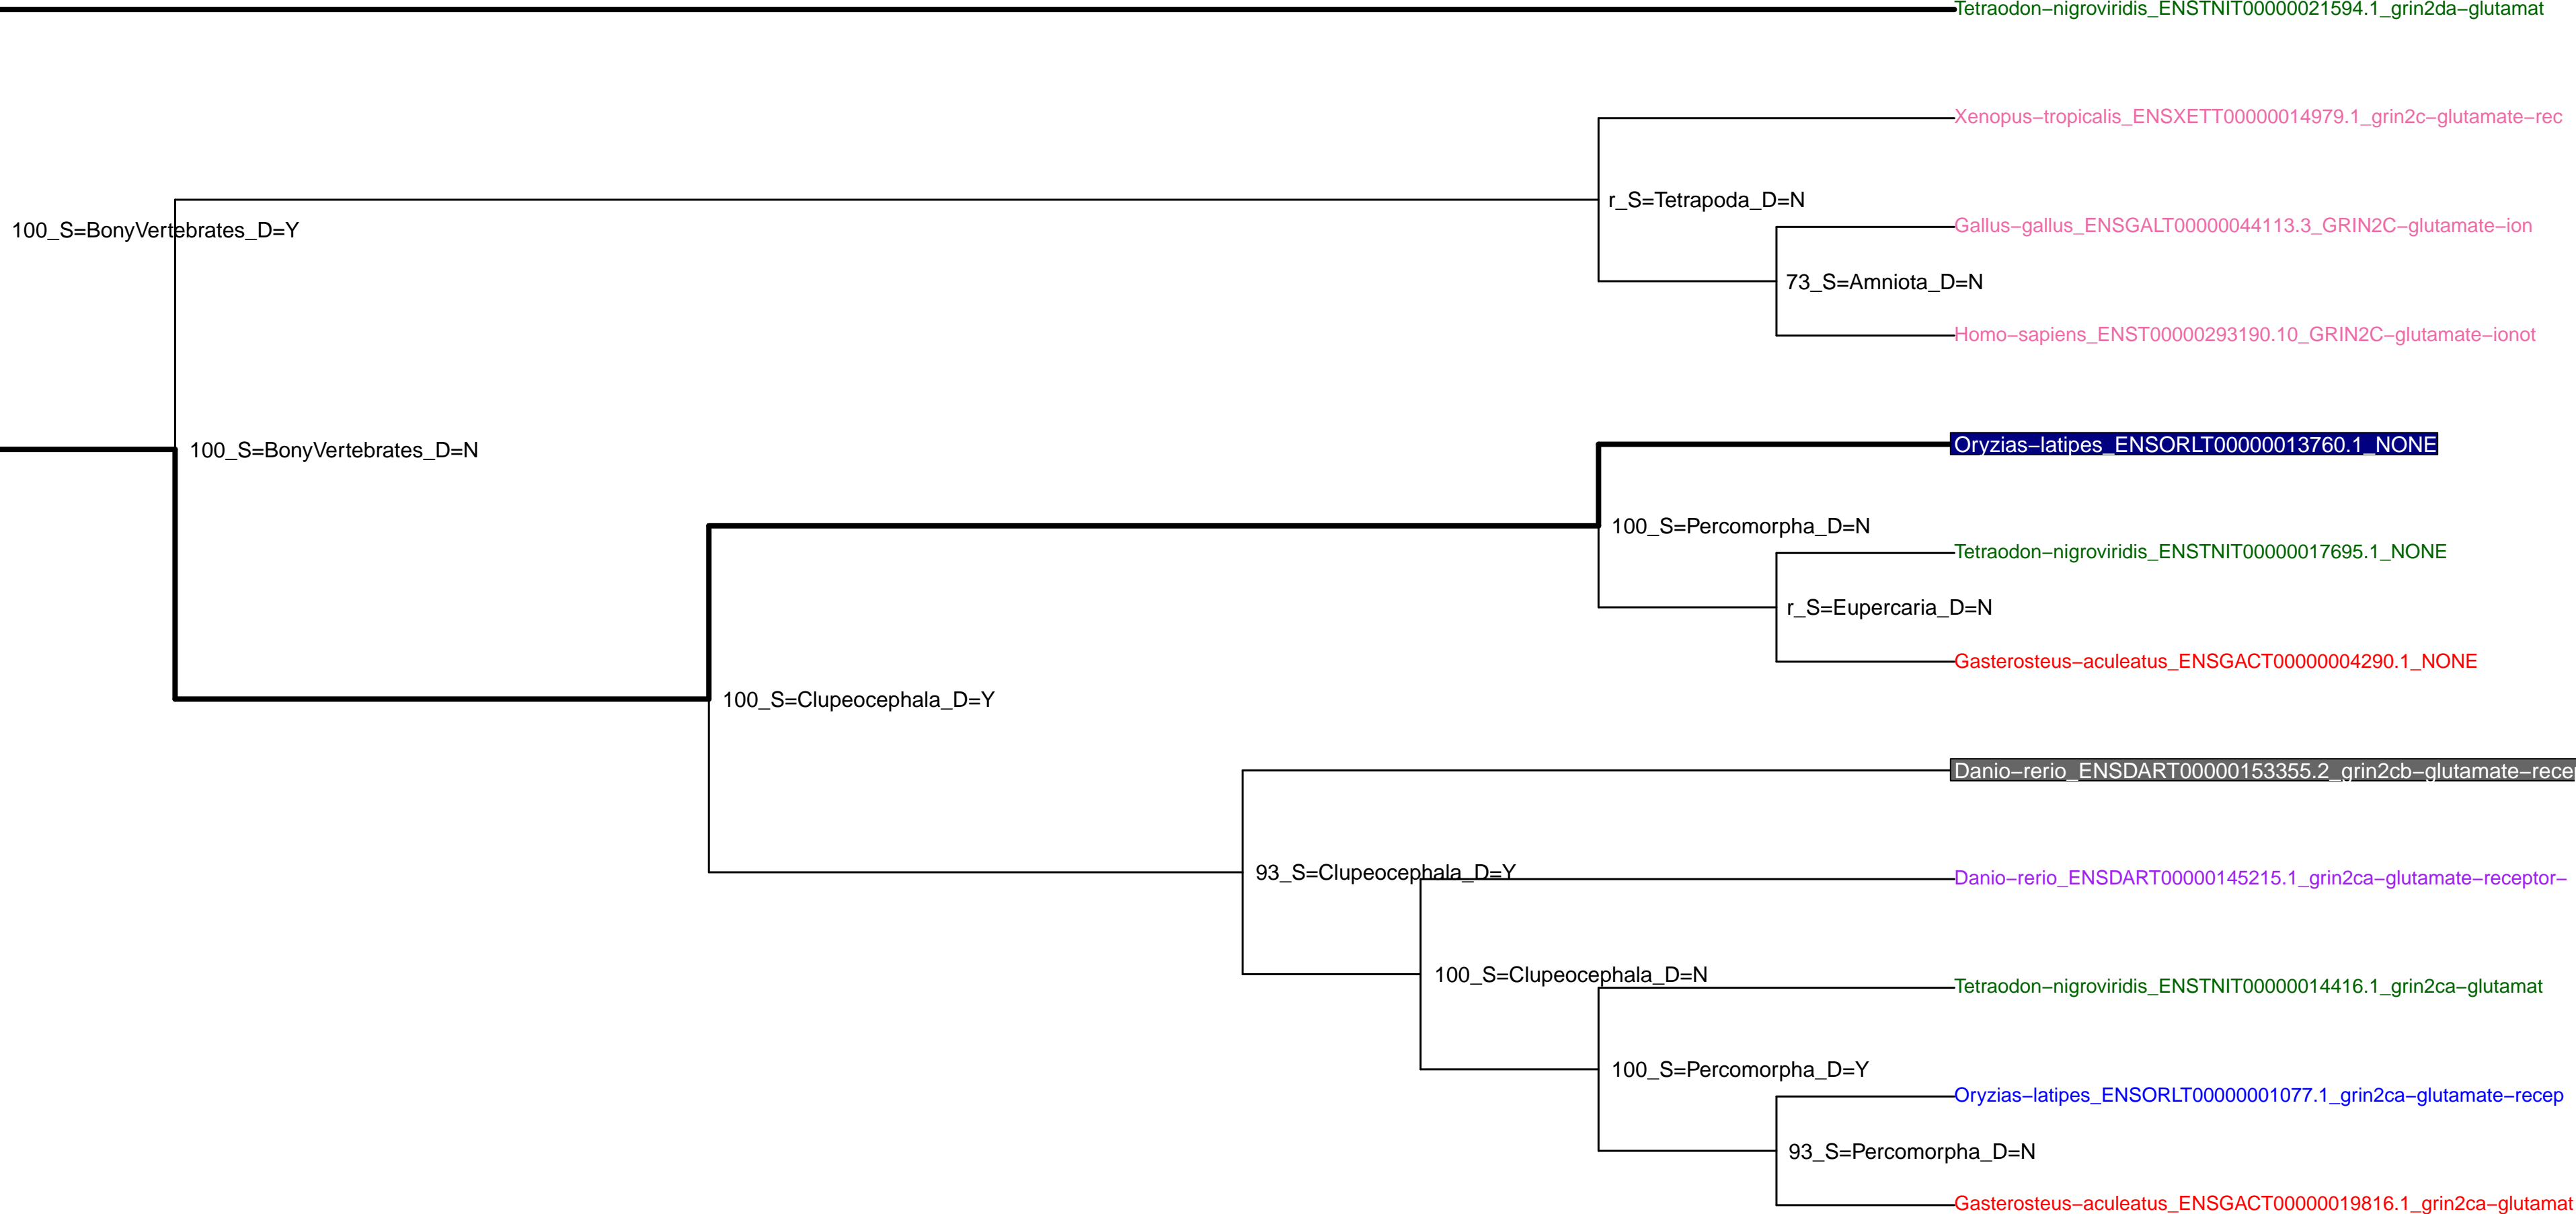 Tetraodon−nigroviridis_ENSTNIT00000021594.1_grin2da−glutamat
Xenopus−tropicalis_ENSXETT00000014979.1_grin2c−glutamate−rec
r_S=Tetrapoda_D=N
100_S=BonyVertebrates_D=Y
Gallus−gallus_ENSGALT00000044113.3_GRIN2C−glutamate−ion
73_S=Amniota_D=N
Homo−sapiens_ENST00000293190.10_GRIN2C−glutamate−ionot
100_S=BonyVertebrates_D=N
Oryzias−latipes_ENSORLT00000013760.1_NONE
100_S=Percomorpha_D=N
Tetraodon−nigroviridis_ENSTNIT00000017695.1_NONE
r_S=Eupercaria_D=N
Gasterosteus−aculeatus_ENSGACT00000004290.1_NONE
100_S=Clupeocephala_D=Y
Danio−rerio_ENSDART00000153355.2_grin2cb−glutamate−rece
93_S=Clupeocephala_D=Y
Danio−rerio_ENSDART00000145215.1_grin2ca−glutamate−receptor−
100_S=Clupeocephala_D=N
Tetraodon−nigroviridis_ENSTNIT00000014416.1_grin2ca−glutamat
100_S=Percomorpha_D=Y
Oryzias−latipes_ENSORLT00000001077.1_grin2ca−glutamate−recep
93_S=Percomorpha_D=N
Gasterosteus−aculeatus_ENSGACT00000019816.1_grin2ca−glutamat